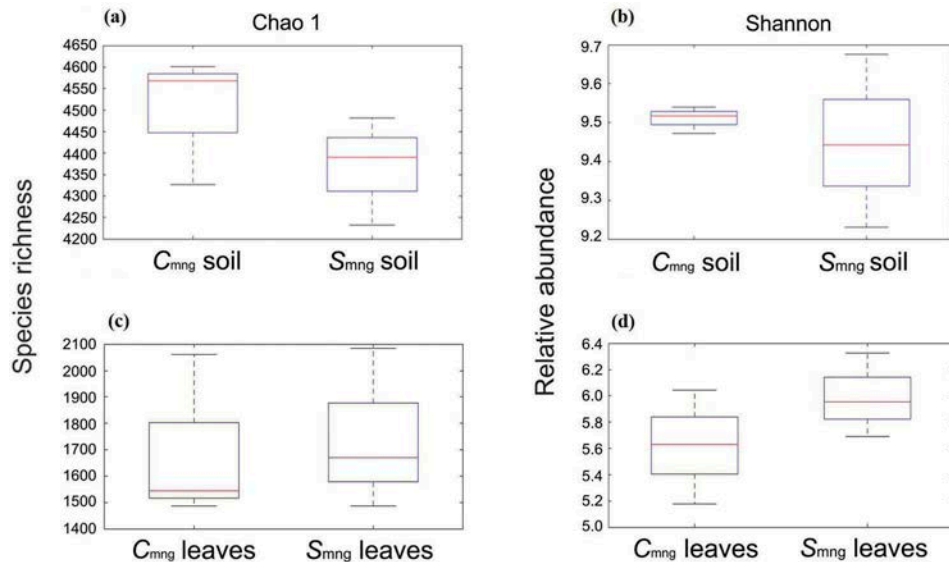 (a)
Chao 1
4650
4600
4550
4500
4450
4400
4350
4300
4250
4200
Cmng soil
Smng soil
(b)
Shannon
9.7
9.6
9.5
9.4
9.3
9.2
Cmng soil
Smng soil
Species richness
Relative abundance
(c)
2100
2000
1900
1800
1700
1600
1500
1400
Cmng leaves
Smng leaves
(d)
6.4
6.2
6.0
5.8
5.6
5.4
5.2
5.0
Cmng leaves
Smng leaves